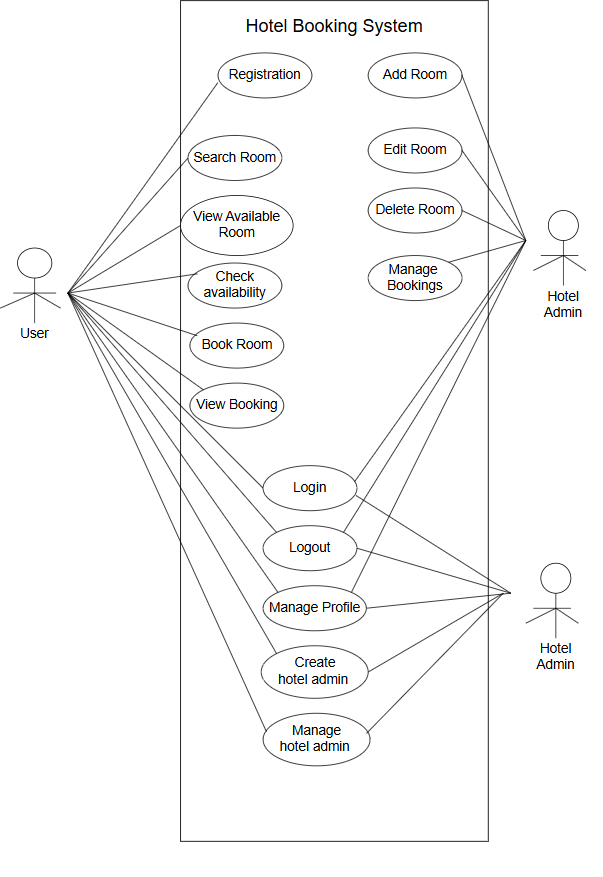 Hotel Booking System
Registration
Add Room
Search Room
Edit Room
View Available
Room
Delete Room
Check
availability
Manage
Bookings
Hotel
Admin
User
Book Room
View Booking
Login
Logout
Manage Profile
Hotel
Admin
Create
hotel admin
Manage
hotel admin